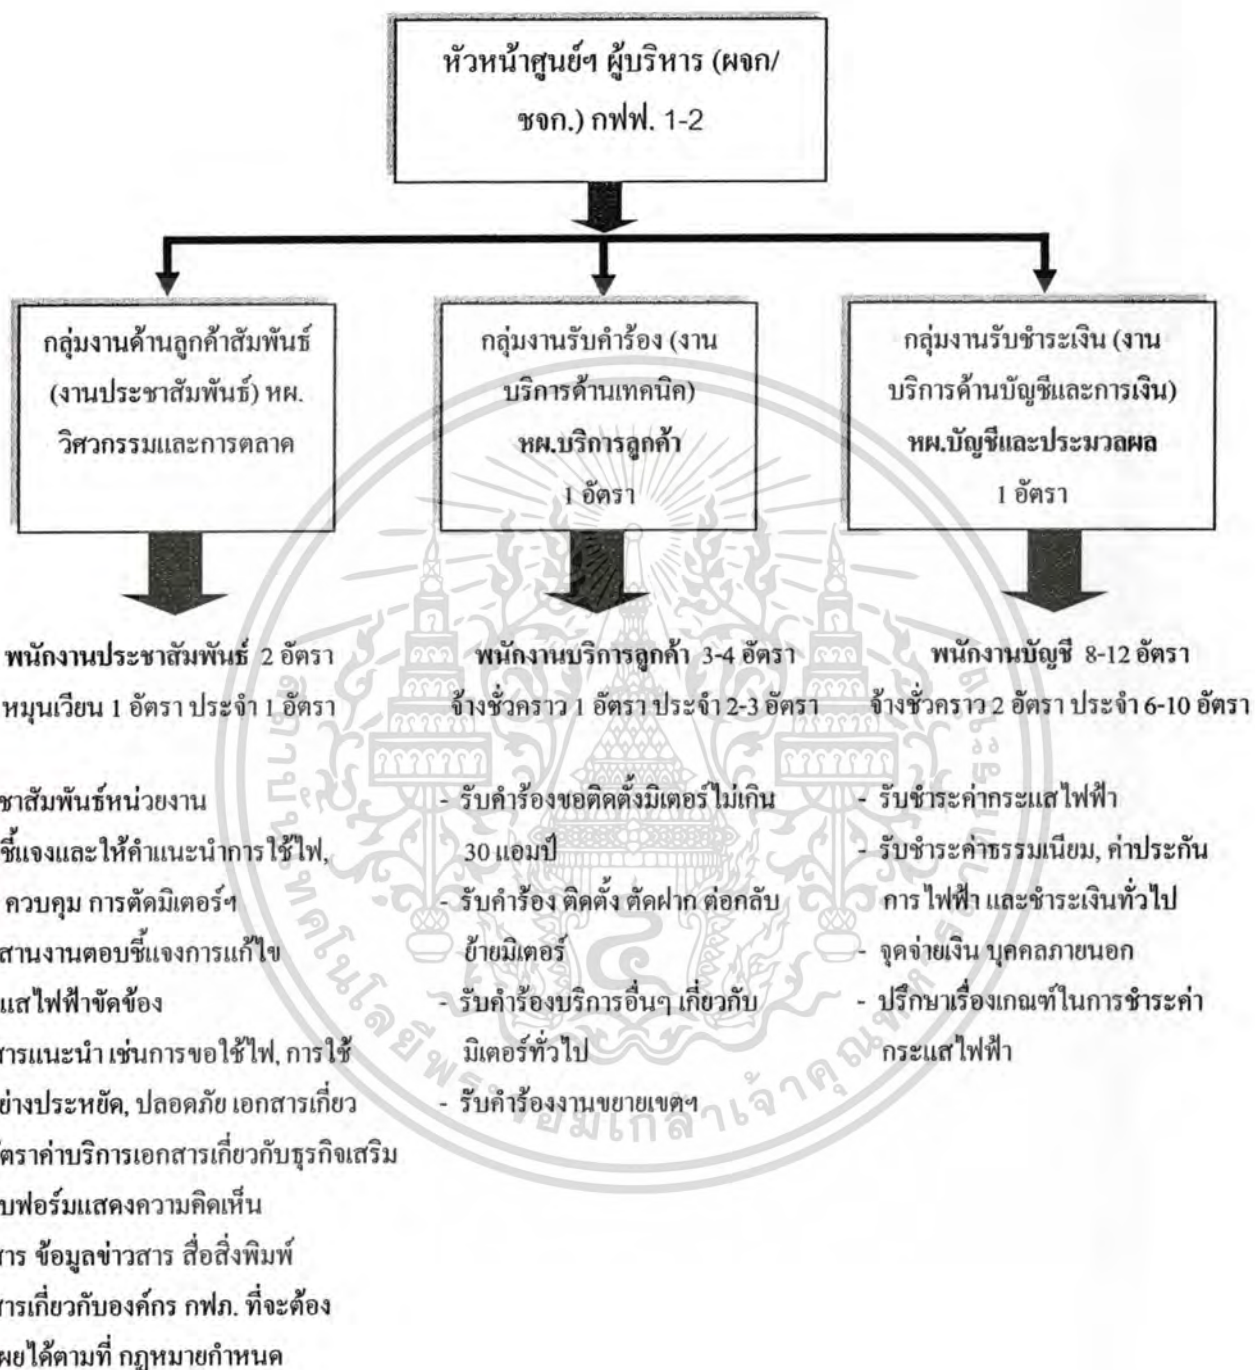 หัวหน้าศูนย์ฯ ผู้บริหาร (ผจก/
ชจก.) กฟฟ. 1-2
กลุ่มงานด้านลูกค้าสัมพันธ์
(งานประชาสัมพันธ์) หผ.
วิศวกรรมและการตลาด
กลุ่มงานรับคำร้อง (งาน
บริการด้านเทคนิค)
หผ.บริการลูกค้า
1 อัตรา
กลุ่มงานรับชำระเงิน (งาน
บริการด้านบัญชีและการเงิน)
หผ.บัญชีและประมวลผล
1 อัตรา
พนักงานประชาสัมพันธ์ 2 อัตรา
หมุนเวียน 1 อัตรา ประจำ 1 อัตรา
ชาสัมพันธ์หน่วยงาน
ชี้แจงและให้คำแนะนำการใช้ไฟ,
ควบคุม การตัดมิเตอร์ฯ
สานงานตอบชี้แจงการแก้ไข
แสไฟฟ้าขัดข้อง
สารแนะนำ เช่นการขอใช้ไฟ, การใช้
ย่างประหยัด, ปลอดภัย เอกสารเกี่ยว
ัตราค่าบริการเอกสารเกี่ยวกับธุรกิจเสริม
บฟอร์มแสดงความคิดเห็น
สาร ข้อมูลข่าวสาร สื่อสิ่งพิมพ์
สารเกี่ยวกับองค์กร กฟภ. ที่จะต้อง
ผยได้ตามที่ กฎหมายกำหนด
พนักงานบริการลูกค้า 3-4 อัตรา
จ้างชั่วคราว 1 อัตรา ประจำ 2-3 อัตรา
- รับคำร้องขอติดตั้งมิเตอร์ไม่เกิน
30 แอมป์
- รับคำร้อง ติดตั้ง ตัดฝาก ต่อกลับ
ย้ายมิเตอร์
- รับคำร้องบริการอื่นๆ เกี่ยวกับ
มิเตอร์ทั่วไป
- รับคำร้องงานขยายเขตฯ
พนักงานบัญชี 8-12 อัตรา
จ้างชั่วคราว 2 อัตรา ประจำ 6-10 อัตรา
- รับชำระค่ากระแสไฟฟ้า
- รับชำระค่าธรรมเนียม, ค่าประกัน
การ ไฟฟ้า และชำระเงินทั่วไป
- จุดจ่ายเงิน บุคคลภายนอก
- ปรึกษาเรื่องเกณฑ์ในการชำระค่า
กระแสไฟฟ้า
สถาบันเทคโนโลยีพระจอมเกล้าเจ้าคุณทหารลาดกระบัง